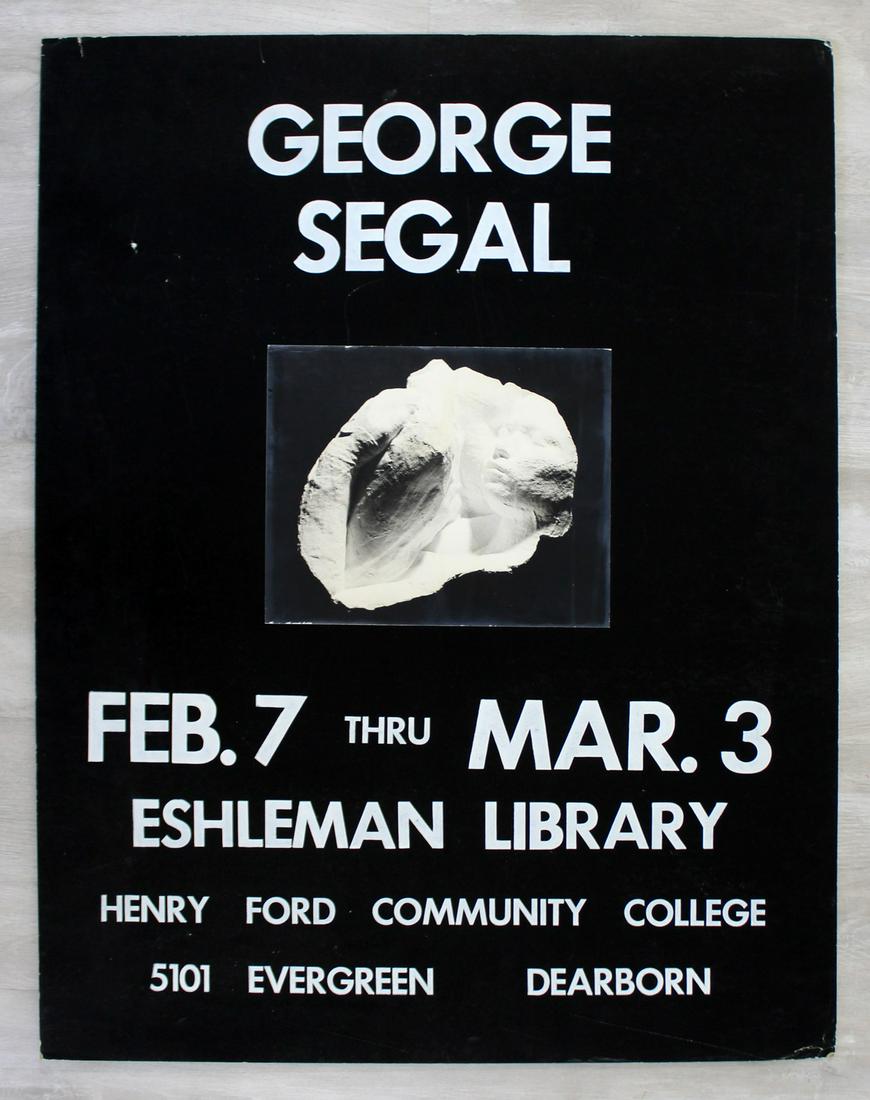 GEORGE
SEGAL
FEB. 7 THRU MAR. 3
ESHLEMAN LIBRARY
HENRY FORD COMMUNITY COLLEGE
5101 EVERGREEN DEARBORN